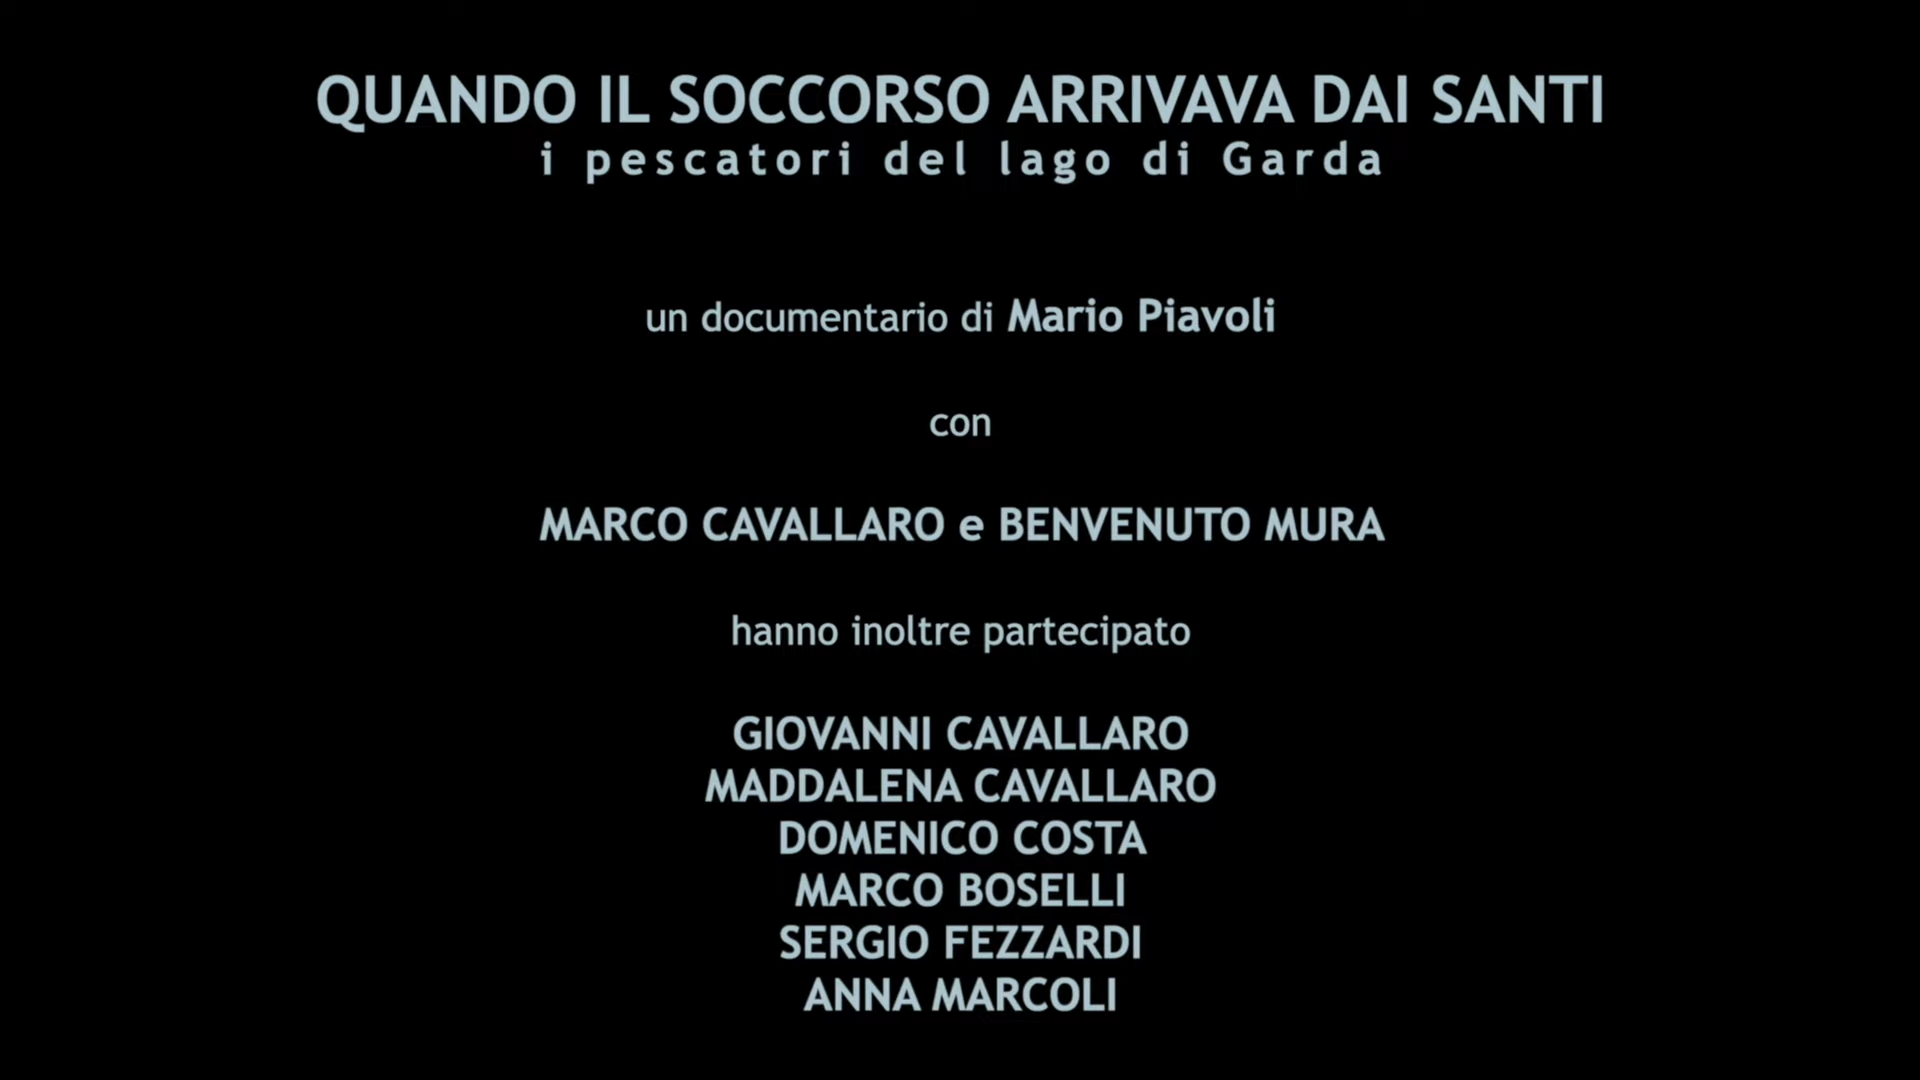 QUANDO IL SOCCORSO ARRIVAVA DAI SANTI
i pescatori del lago di Garda
un documentario di Mario Piavoli
con
MARCO CAVALLARO e BENVENUTO MURA
hanno inoltre partecipato
GIOVANNI CAVALLARO
MADDALENA CAVALLARO
DOMENICO COSTA
MARCO BOSELLI
SERGIO FEZZARDI
ANNA MARCOLI